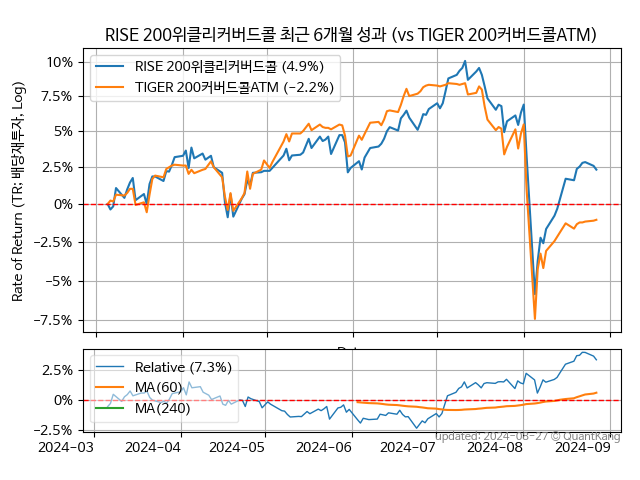 RISE 200위클리커버드콜 최근 6개월 성과 (vs TIGER 200커버드콜ATM)
Rate of Return (TR: 배당재투자, Log)
10%
7.5%
5%
2.5%
0%
−2.5%
−5%
−7.5%
RISE 200위클리커버드콜 (4.9%)
TIGER 200커버드콜ATM (−2.2%)
2.5%
0%
−2.5%
Relative (7.3%)
MA(60)
MA(240)
2024−03
2024−04
2024−05
2024−06
2024−07
2024−08
2024−09
updated: 2024−08−27 © QuantKang